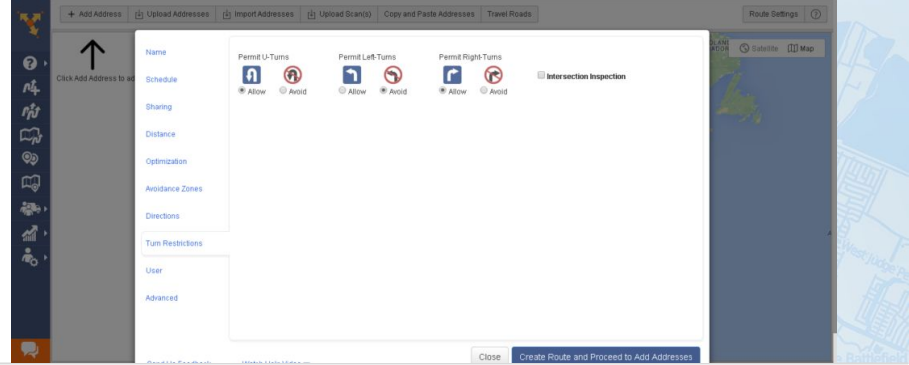 + Add Address Upload Addresses Import Addresses Upload Scan(s) Copy and Paste Addresses Travel Roads Route Settings ?
Satellite Map
Click Add Address to ad
Name
Schedule
Sharing
Distance
Optimization
Avoidance Zones
Directions
Turn Restrictions
User
Advanced
Permit U-Turns Permit Left-Turns Permit Right-Turns
Intersection Inspection
Allow Avoid Allow Avoid Allow Avoid
Close Create Route and Proceed to Add Addresses
West Judge
Battlefield